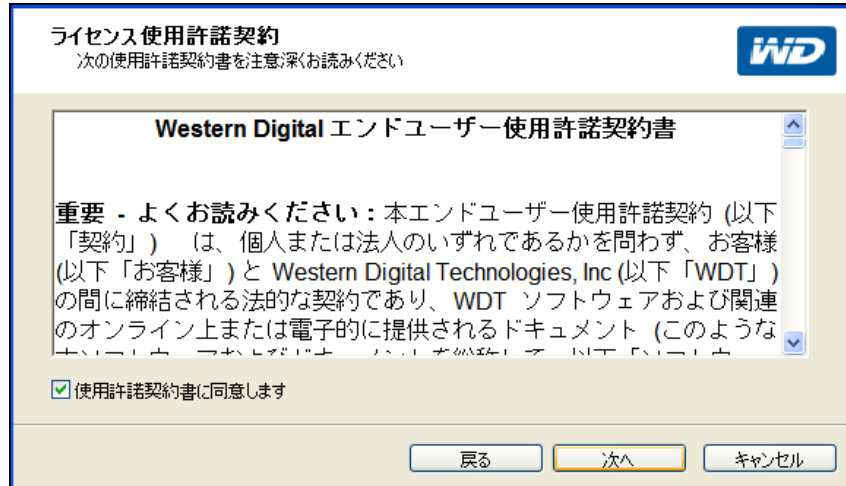 ライセンス使用許諾契約
次の使用許諾契約書を注意深くお読みください
WD
Western Digital エンドユーザー使用許諾契約書
重要 - よくお読みください：本エンドユーザー使用許諾契約 (以下
「契約」) は、個人または法人のいずれであるかを問わず、お客様
(以下「お客様」) と Western Digital Technologies, Inc (以下「WDT」)
の間に締結される法的な契約であり、WDT ソフトウェアおよび関連
のオンライン上または電子的に提供されるドキュメント (このような
使用許諾契約書に同意します
戻る
次へ
キャンセル